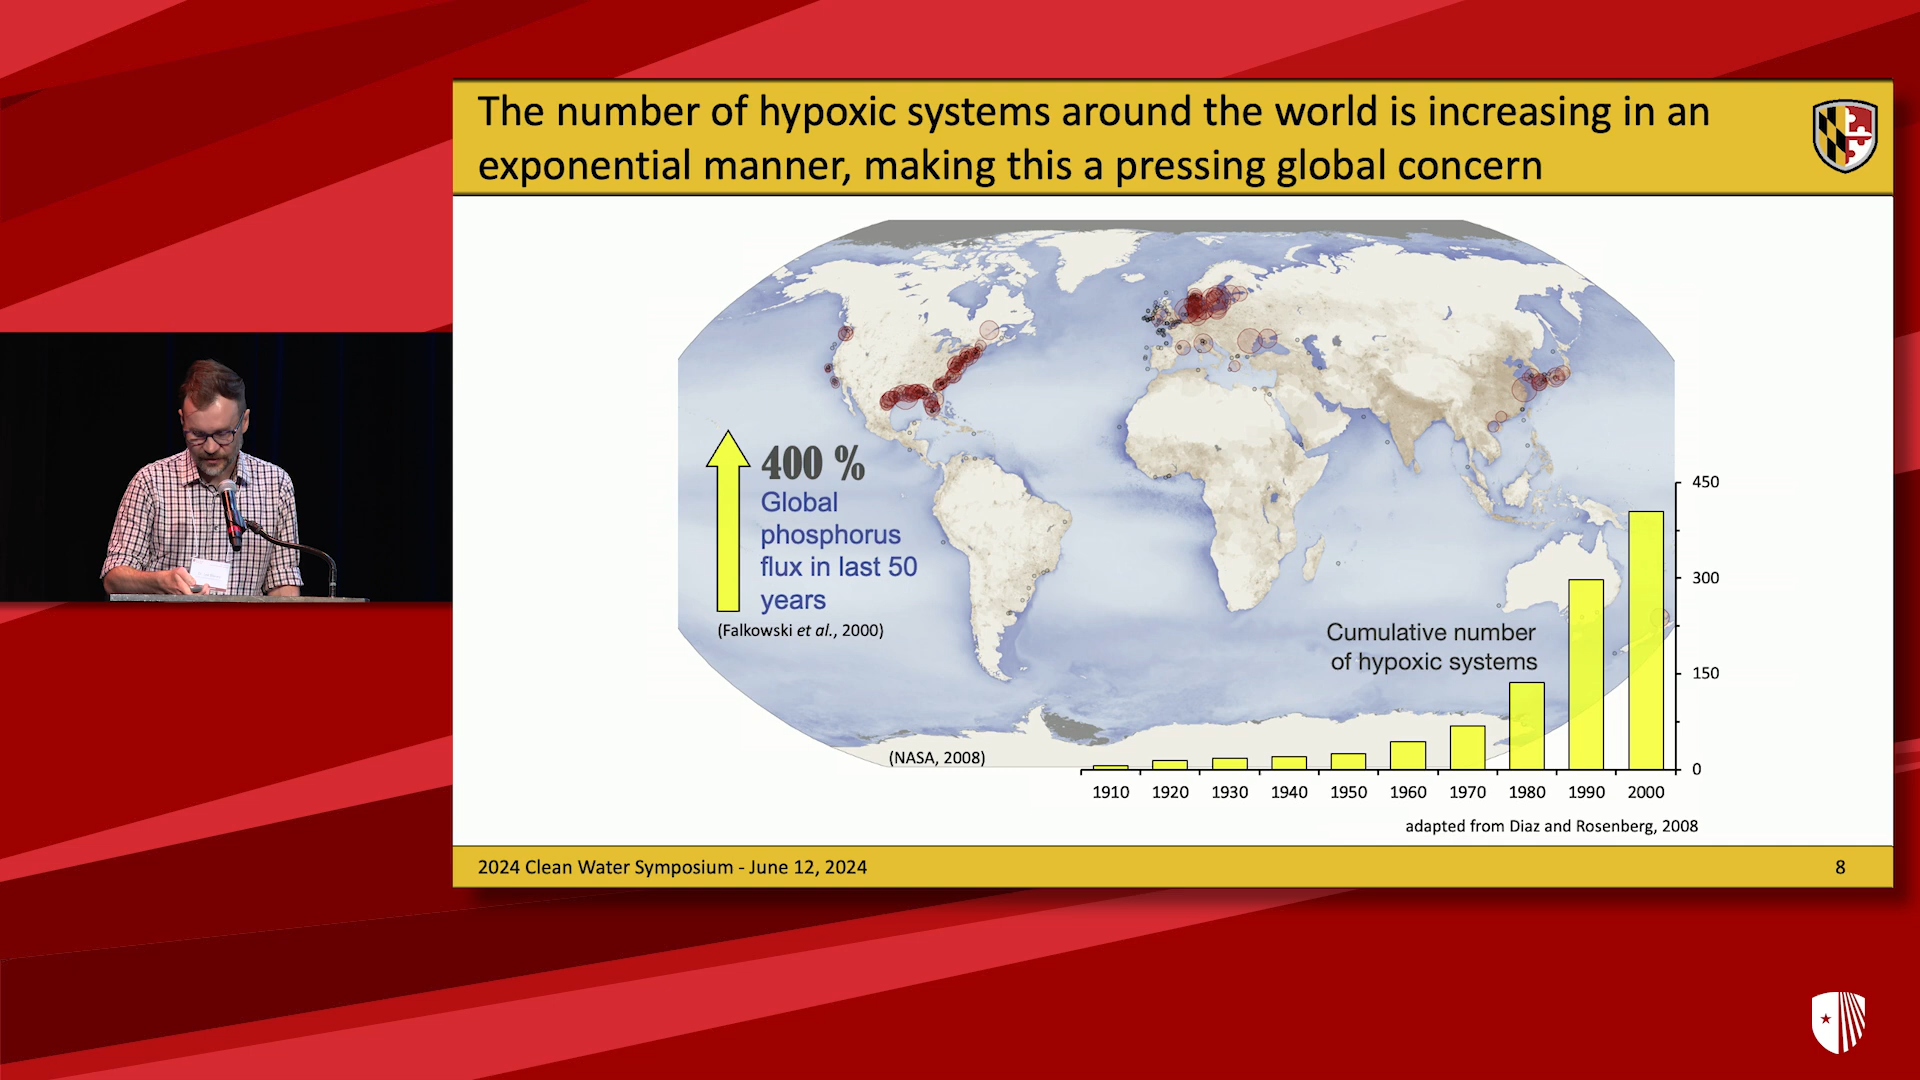 The number of hypoxic systems around the world is increasing in an
exponential manner, making this a pressing global concern
400 %
Global
phosphorus
flux in last 50
years
(Falkowski et al., 2000)
(NASA, 2008)
Cumulative number
of hypoxic systems
450
300
150
0
1910 1920 1930 1940 1950 1960 1970 1980 1990 2000
adapted from Diaz and Rosenberg, 2008
2024 Clean Water Symposium - June 12, 2024
8